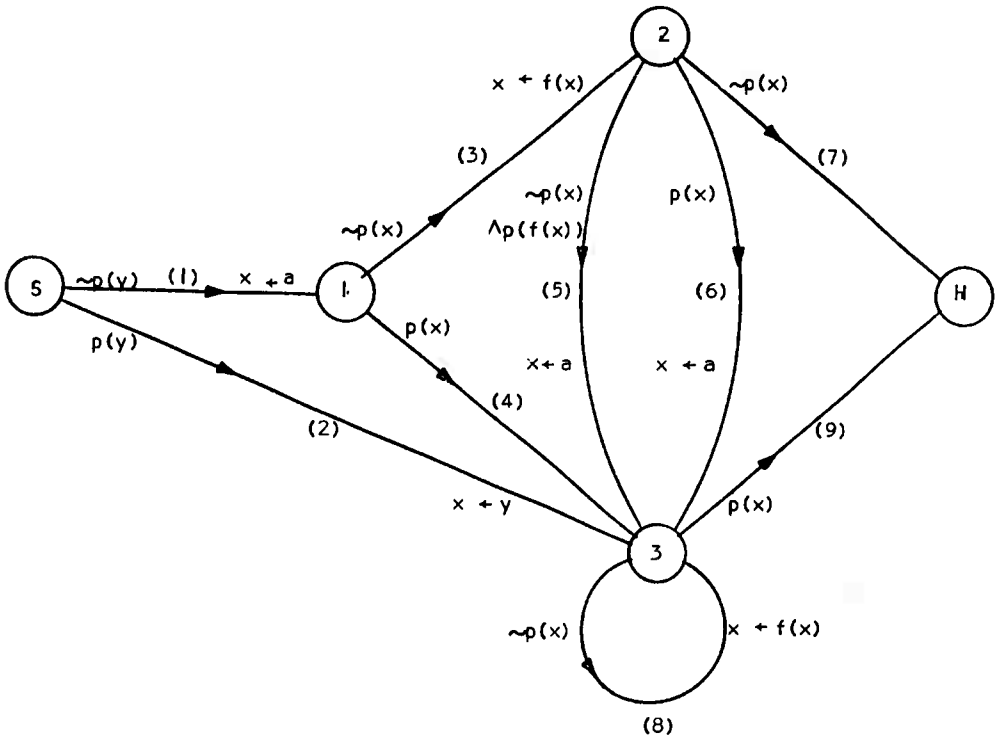 2
x ← f(x)
~p(x)
(3)
(7)
~p(x)
p(x)
∧p(f(x))
~p(x)
S
~p(y)
(1)
x ← a
1
(5)
(6)
H
p(y)
p(x)
x ← a
x ← a
(4)
(2)
(9)
x ← y
p(x)
3
~p(x)
x ← f(x)
(8)